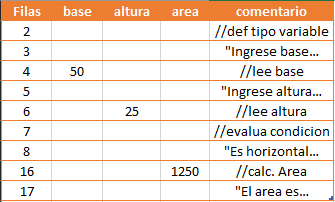 Filas base altura area comentario
2 //def tipo variable
3 "Ingrese base...
4 50 //lee base
5 "Ingrese altura...
6 25 //lee altura
7 //evalua condicion
8 "Es horizontal...
16 1250 //calc. Area
17 "El area es...